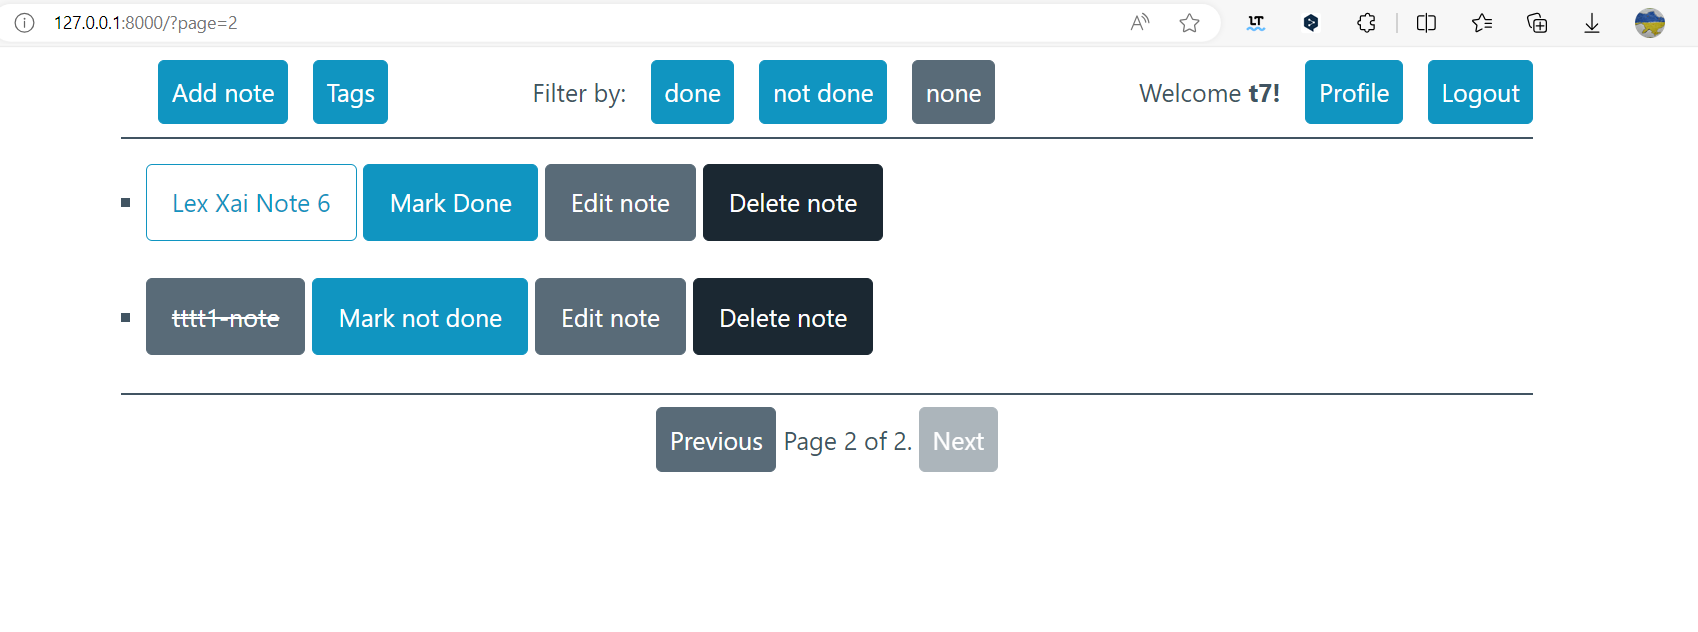 127.0.0.1:8000/?page=2
Add note Tags Filter by: done not done none Welcome t7! Profile Logout
Lex Xai Note 6 Mark Done Edit note Delete note
tttt1-note Mark not done Edit note Delete note
Previous Page 2 of 2. Next